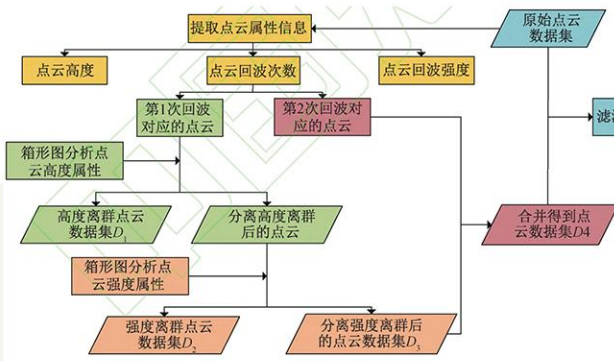 提取点云属性信息
原始点云
数据集
点云高度
点云回波次数
点云回波强度
第1次回波
对应的点云
第2次回波对
应的点云
滤
箱形图分析点
云高度属性
高度离群点云
数据集D₁
分离高度离群
后的点云
合并得到点
云数据集D4
箱形图分析点
云强度属性
强度离群点云
数据集D₂
分离强度离群后
的点云数据集D₃